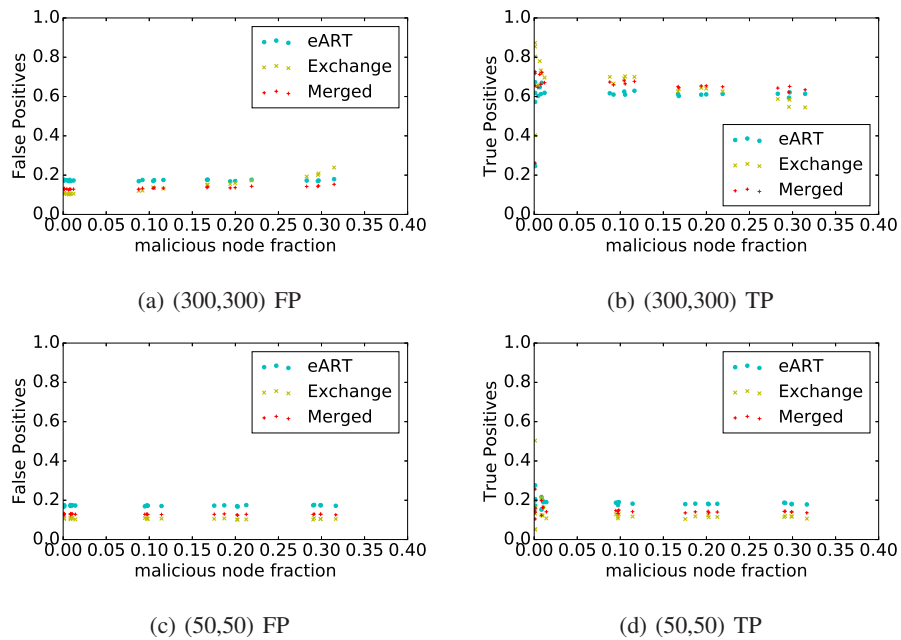 1.0
0.8
0.6
0.4
0.2
0.0
False Positives
eART
Exchange
Merged
0.00 0.05 0.10 0.15 0.20 0.25 0.30 0.35 0.40
malicious node fraction
(a) (300,300) FP
1.0
0.8
0.6
0.4
0.2
0.0
True Positives
eART
Exchange
Merged
0.00 0.05 0.10 0.15 0.20 0.25 0.30 0.35 0.40
malicious node fraction
(b) (300,300) TP
1.0
0.8
0.6
0.4
0.2
0.0
False Positives
eART
Exchange
Merged
0.00 0.05 0.10 0.15 0.20 0.25 0.30 0.35 0.40
malicious node fraction
(c) (50,50) FP
1.0
0.8
0.6
0.4
0.2
0.0
True Positives
eART
Exchange
Merged
0.00 0.05 0.10 0.15 0.20 0.25 0.30 0.35 0.40
malicious node fraction
(d) (50,50) TP